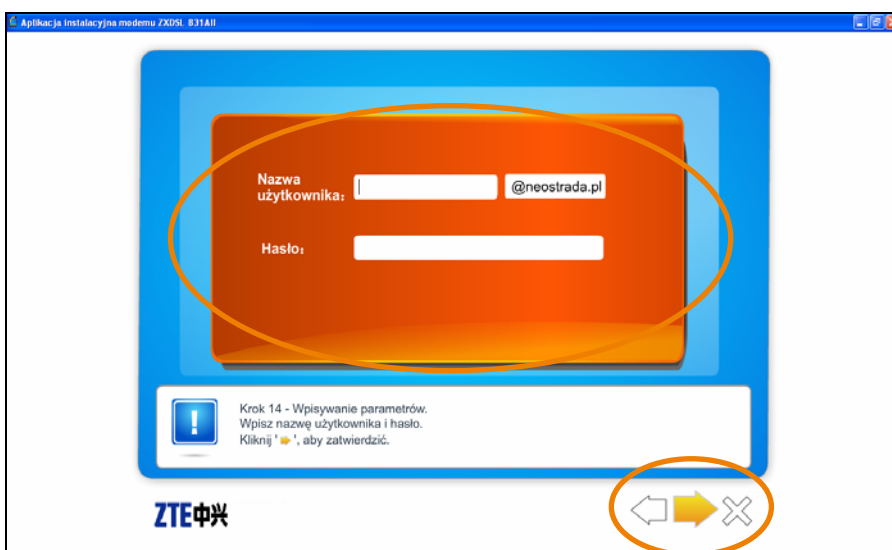 Aplikacja instalacyjna modemu ZXDSL 831AII
Nazwa
użytkownika:
@neostrada.pl
Hasło:
Krok 14 - Wpisywanie parametrów.
Wpisz nazwę użytkownika i hasło.
Kliknij ' ', aby zatwierdzić.
ZTE中兴